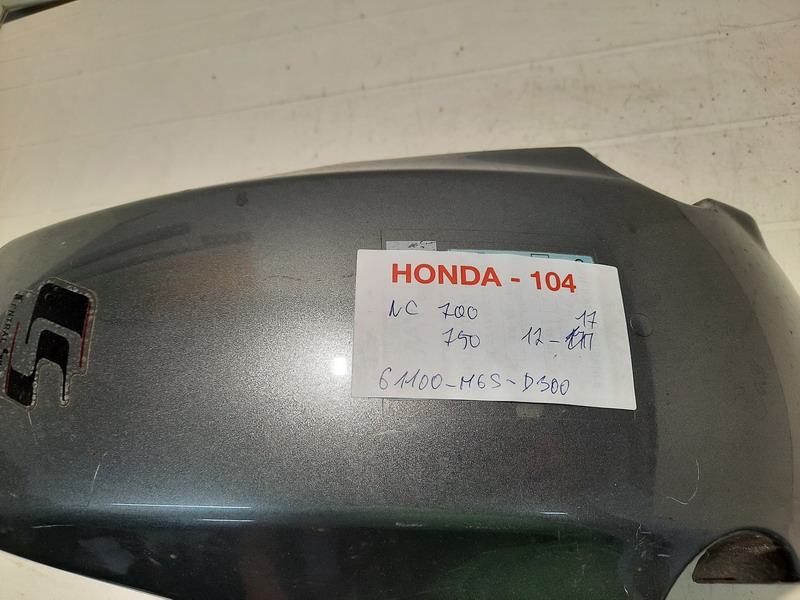 HONDA - 104
NC 700
17
750 12-
61100-MGS-D300